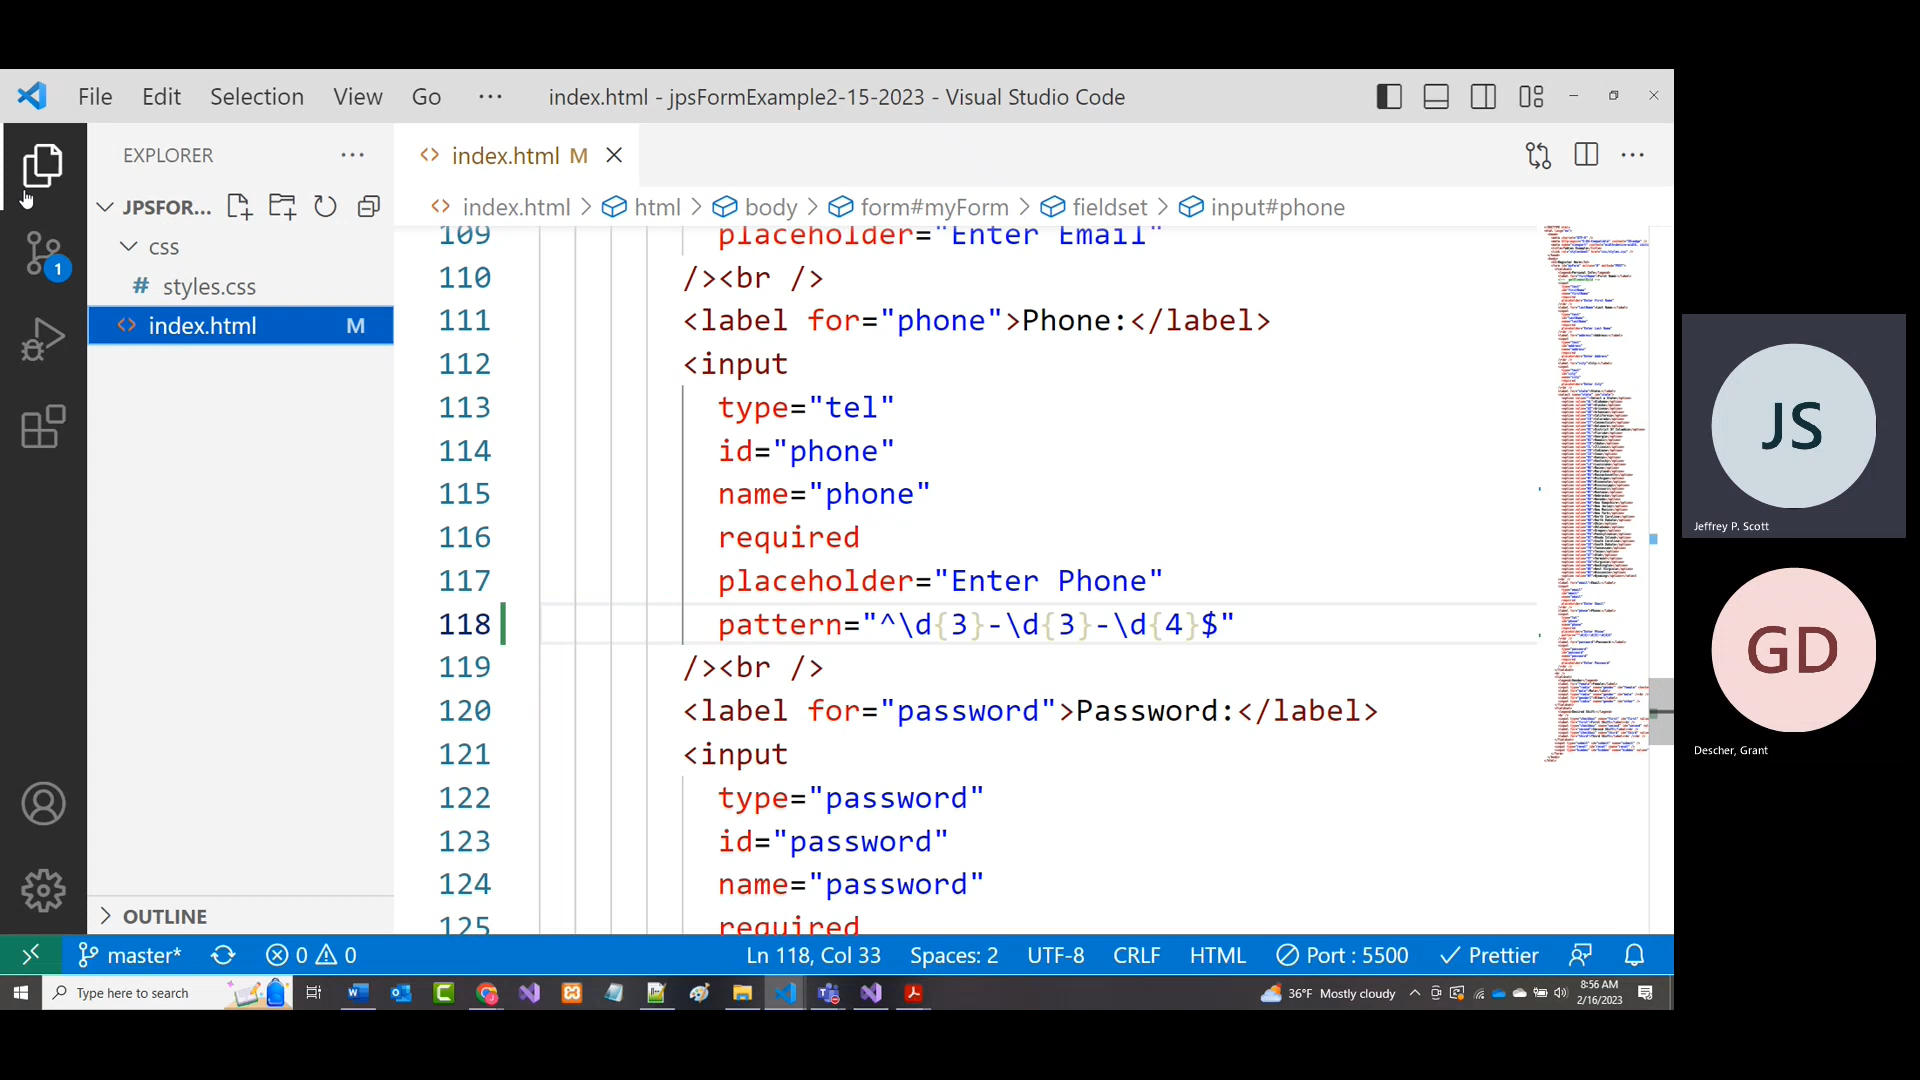 File Edit Selection View Go ··· index.html - jpsFormExample2-15-2023 - Visual Studio Code
EXPLORER ···
JPSFOR...
css
# styles.css
<> index.html M
OUTLINE
<> index.html M
<> index.html > html > body > form#myForm > fieldset > input#phone
109 placeholder="Enter Email"
110 /><br />
111 <label for="phone">Phone:</label>
112 <input
113 type="tel"
114 id="phone"
115 name="phone"
116 required
117 placeholder="Enter Phone"
118 pattern="^\d{3}-\d{3}-\d{4}$"
119 /><br />
120 <label for="password">Password:</label>
121 <input
122 type="password"
123 id="password"
124 name="password"
125 required
1
master* 0 0 Ln 118, Col 33 Spaces: 2 UTF-8 CRLF HTML Port : 5500 Prettier
Type here to search
36°F Mostly cloudy
8:56 AM
2/16/2023
JS
Jeffrey P. Scott
GD
Descher, Grant